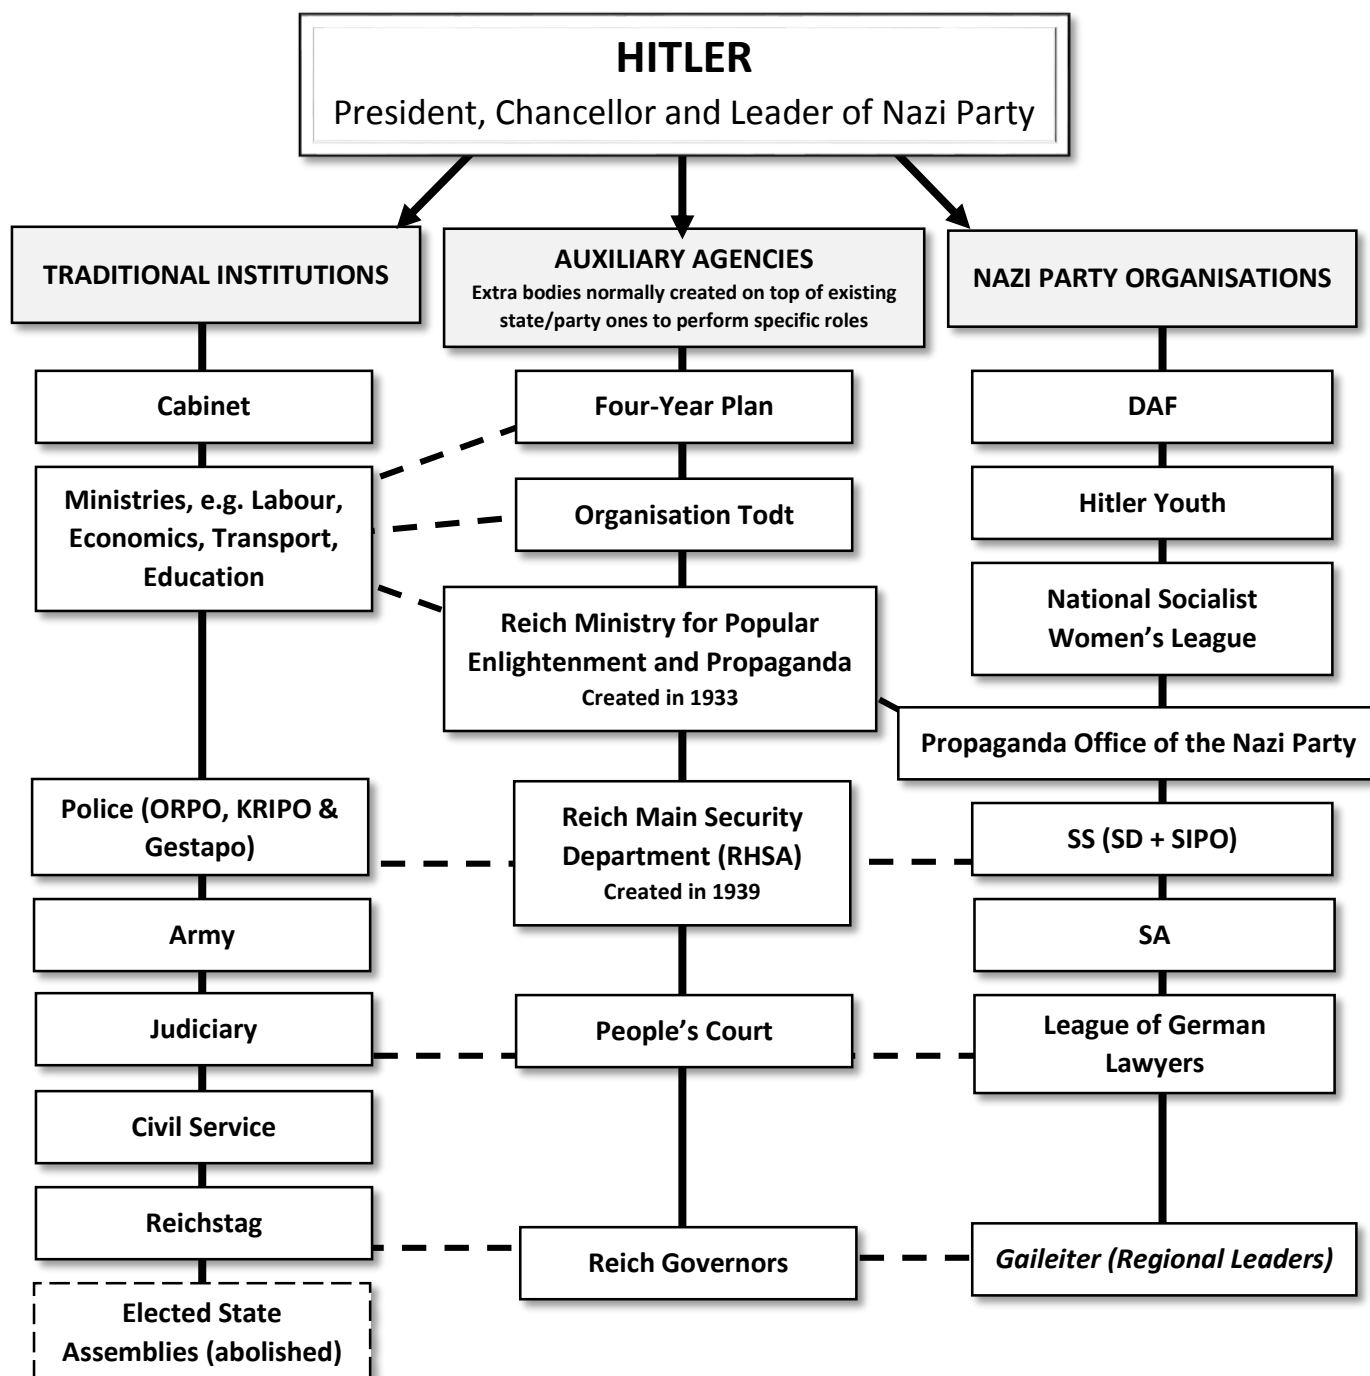 HITLER
President, Chancellor and Leader of Nazi Party
TRADITIONAL INSTITUTIONS
AUXILIARY AGENCIES
Extra bodies normally created on top of existing
state/party ones to perform specific roles
NAZI PARTY ORGANISATIONS
Cabinet
Ministries, e.g. Labour,
Economics, Transport,
Education
Police (ORPO, KRIPO &
Gestapo)
Army
Judiciary
Civil Service
Reichstag
Elected State
Assemblies (abolished)
Four-Year Plan
Organisation Todt
Reich Ministry for Popular
Enlightenment and Propaganda
Created in 1933
Reich Main Security
Department (RHSA)
Created in 1939
People’s Court
Reich Governors
DAF
Hitler Youth
National Socialist
Women’s League
Propaganda Office of the Nazi Party
SS (SD + SIPO)
SA
League of German
Lawyers
Gaileiter (Regional Leaders)